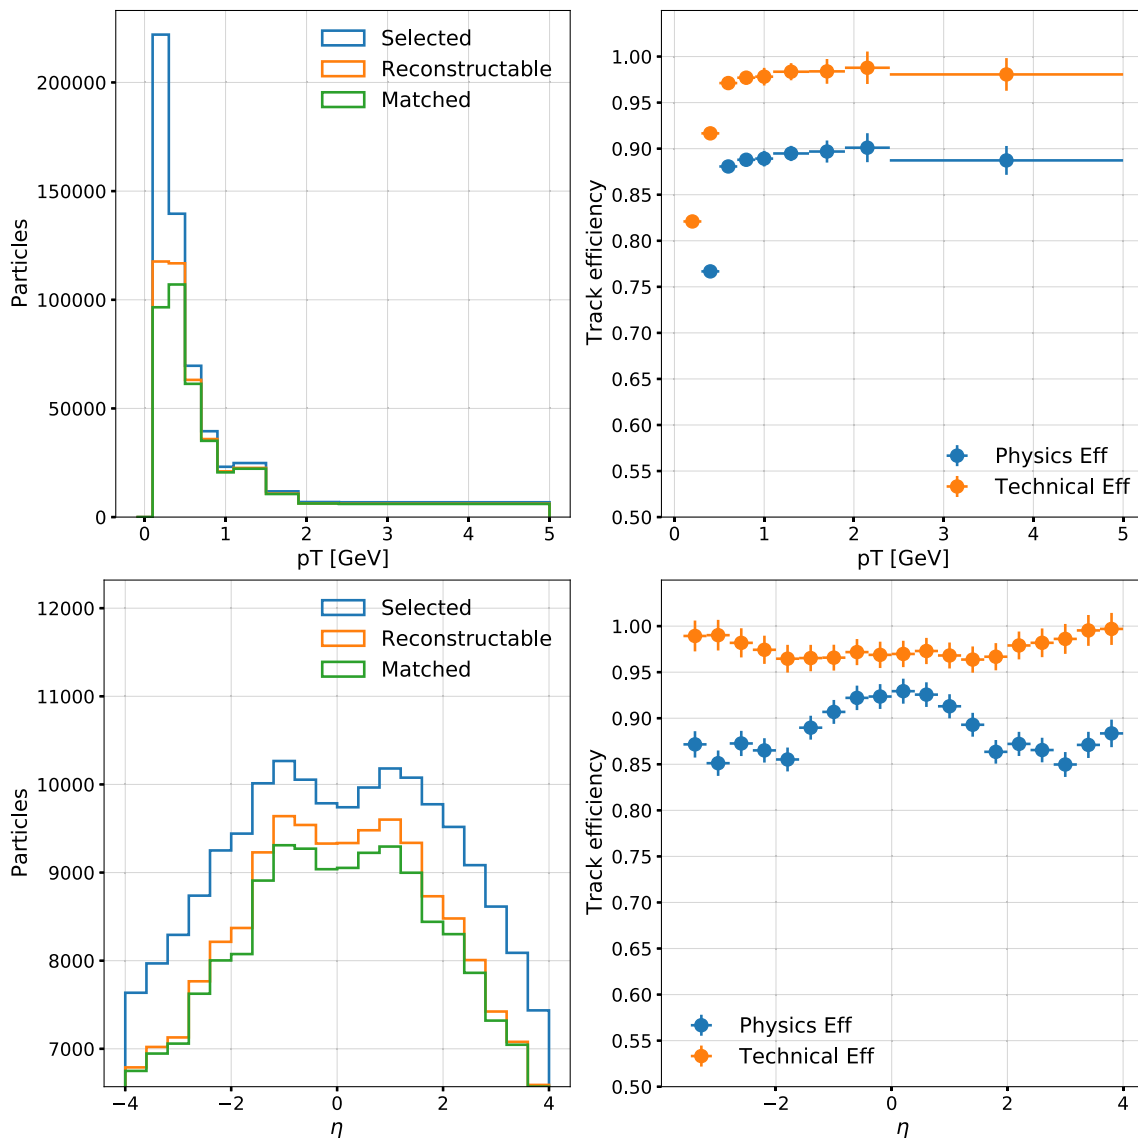 Selected
Reconstructable
Matched
200000
150000
100000
50000
0
Particles
0 1 2 3 4 5
pT [GeV]
1.00
0.95
0.90
0.85
0.80
0.75
0.70
0.65
0.60
0.55
0.50
Track efficiency
Physics Eff
Technical Eff
0 1 2 3 4 5
pT [GeV]
Selected
Reconstructable
Matched
12000
11000
10000
9000
8000
7000
Particles
−4 −2 0 2 4
η
1.00
0.95
0.90
0.85
0.80
0.75
0.70
0.65
0.60
0.55
0.50
Track efficiency
Physics Eff
Technical Eff
−2 0 2 4
η